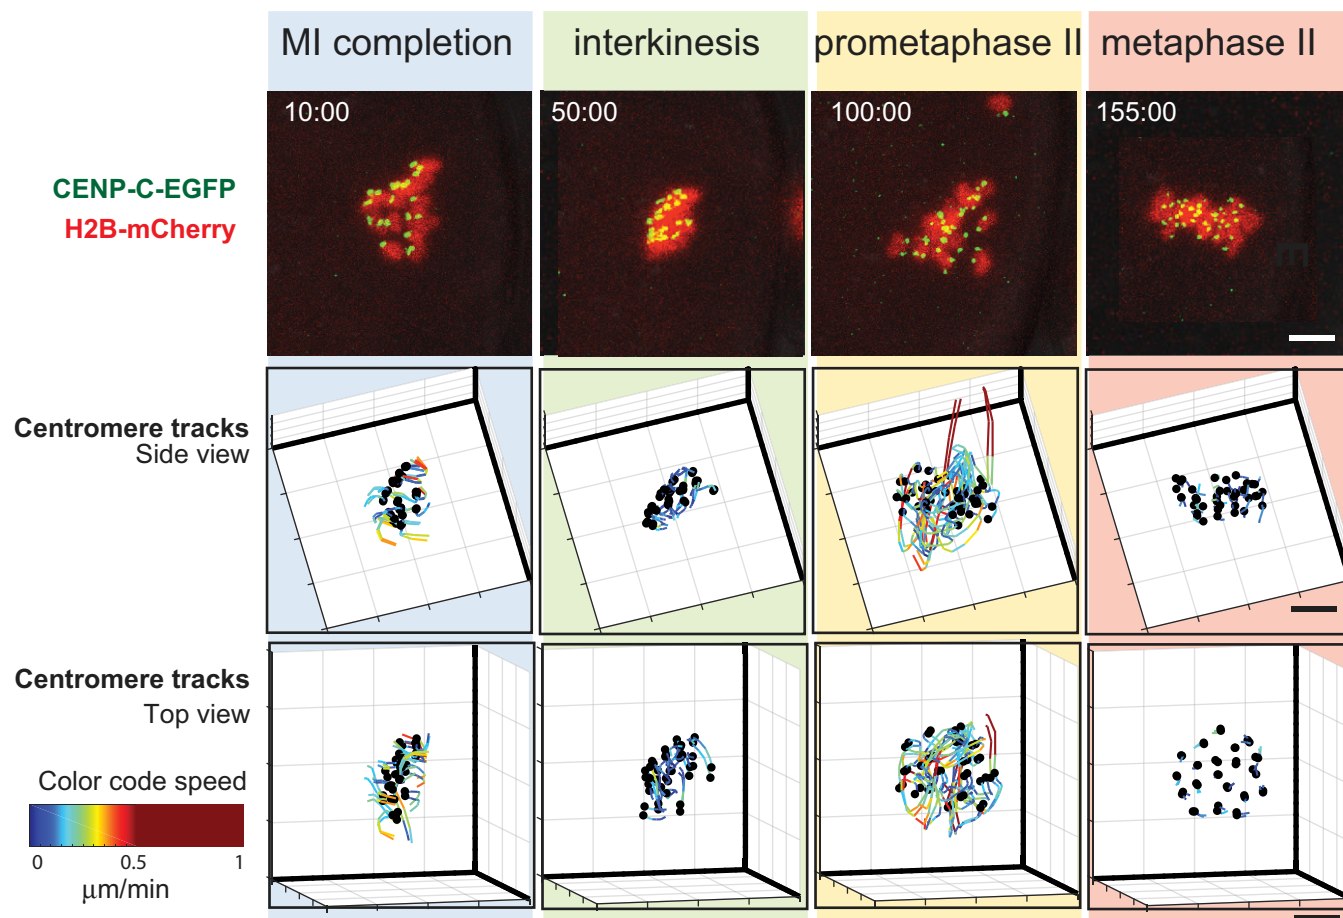 MI completion
interkinesis
prometaphase II
metaphase II
10:00
50:00
100:00
155:00
CENP-C-EGFP
H2B-mCherry
Centromere tracks
Side view
Centromere tracks
Top view
Color code speed
0
0.5
1
μm/min